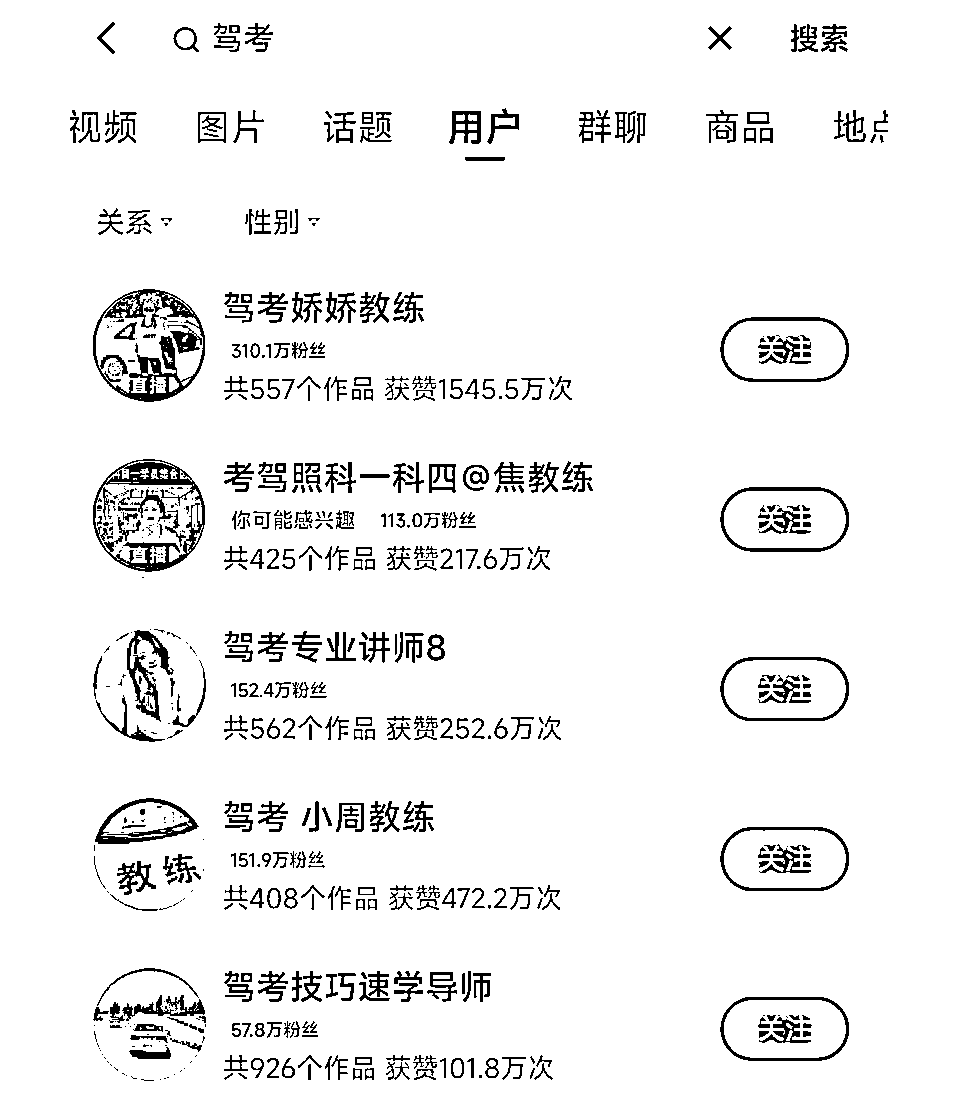 驾考 搜索
视频 图片 话题 用户 群聊 商品 地点
关系 性别
驾考娇娇教练
310.1万粉丝
关注
共557个作品 获赞1545.5万次
直播
考驾照科一科四@焦教练
你可能感兴趣 113.0万粉丝
关注
共425个作品 获赞217.6万次
直播
驾考专业讲师8
152.4万粉丝
关注
共562个作品 获赞252.6万次
驾考 小周教练
151.9万粉丝
关注
教练
共408个作品 获赞472.2万次
驾考技巧速学导师
57.8万粉丝
关注
共926个作品 获赞101.8万次